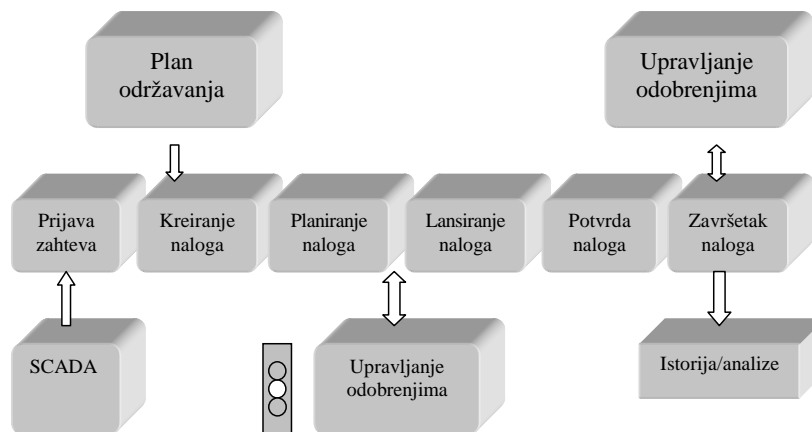 Plan
održavanja
Upravljanje
odobrenjima
Prijava
zahteva
Kreiranje
naloga
Planiranje
naloga
Lansiranje
naloga
Potvrda
naloga
Završetak
naloga
SCADA
Upravljanje
odobrenjima
Istorija/analize